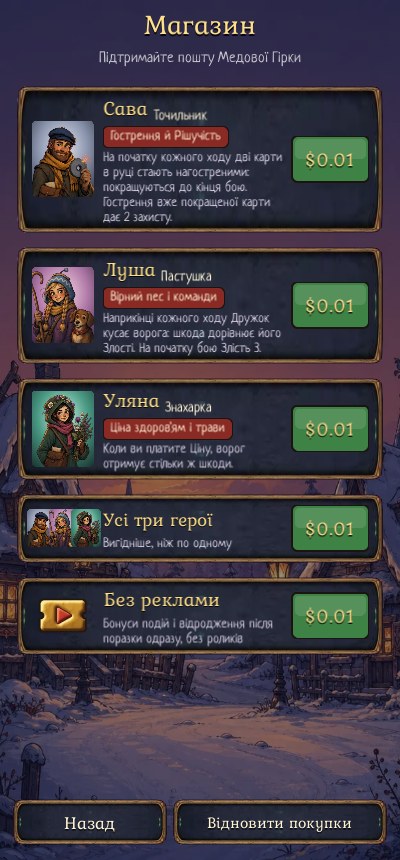 Магазин
Підтримайте пошту Медової Гірки
Сава Точильник
Гострення й Рішучість
На початку кожного ходу дві карти
в руці стають нагостреними:
покращуються до кінця бою.
Гострення вже покращеної карти
дає 2 захисту.
$0.01
Луша Пастушка
Вірний пес і команди
Наприкінці кожного ходу Дружок
кусає ворога: шкода дорівнює його
Злості. На початку бою Злість 3.
$0.01
Уляна Знахарка
Ціна здоров'ям і трави
Коли ви платите Ціну, ворог
отримує стільки ж шкоди.
$0.01
Усі три герої
Вигідніше, ніж по одному
$0.01
Без реклами
Бонуси подій і відродження після
поразки одразу, без роликів
$0.01
Назад
Відновити покупки